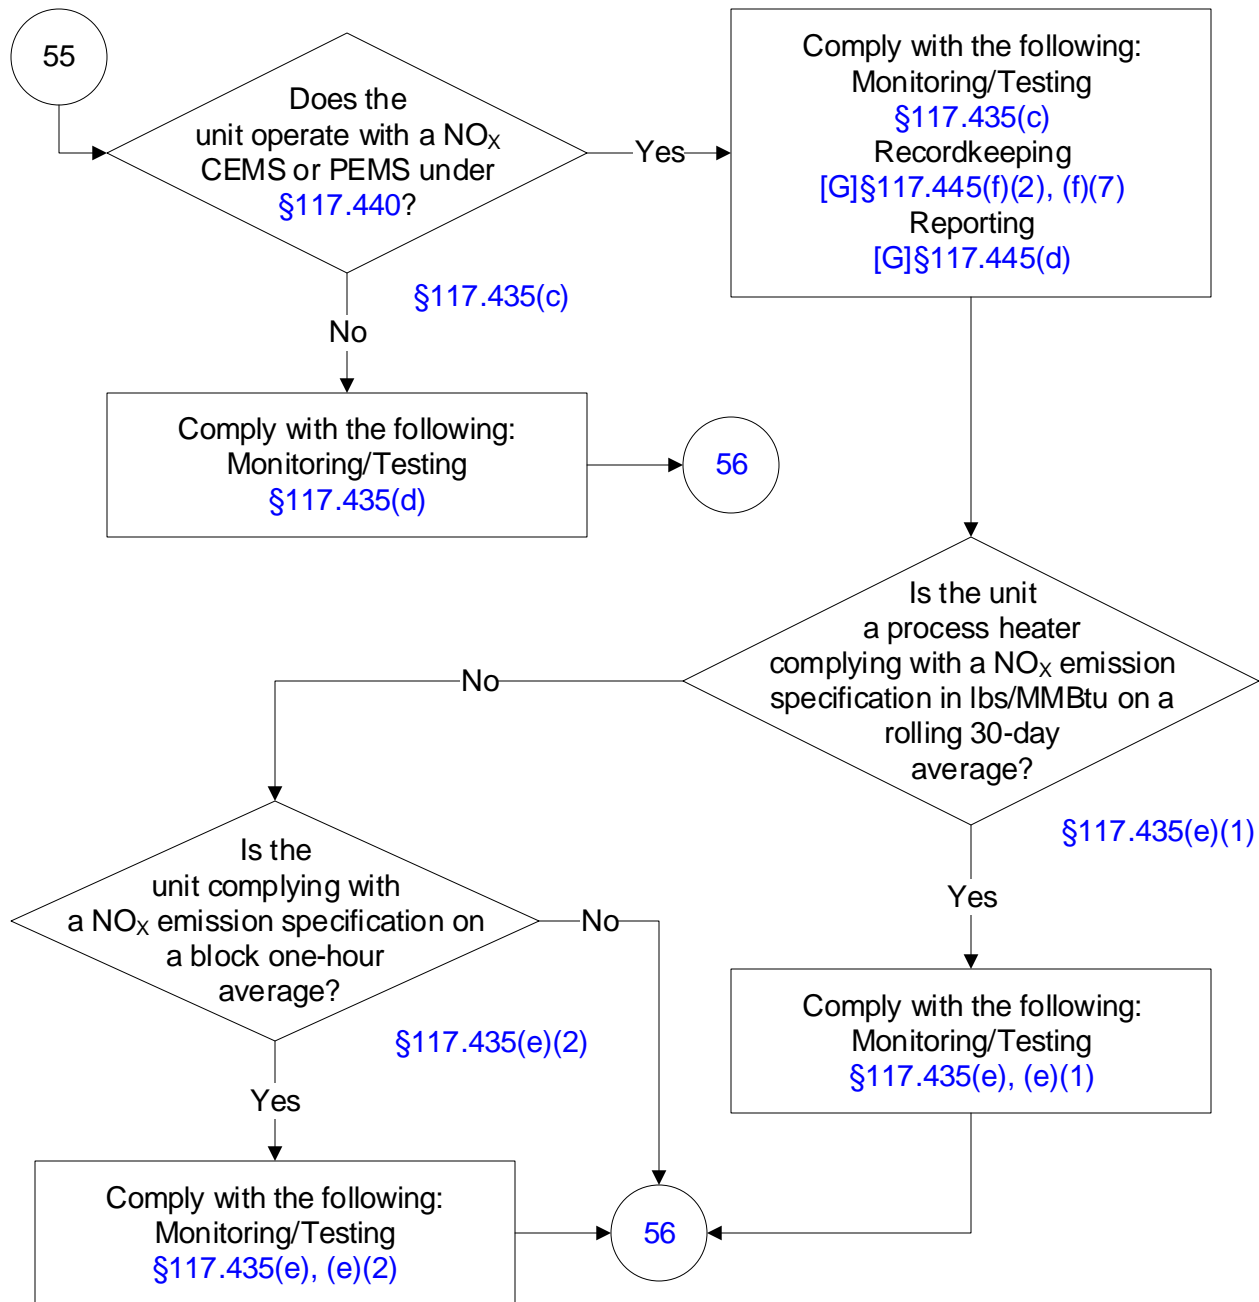 55
Does the
unit operate with a NOX
CEMS or PEMS under
§117.440?
Yes
Comply with the following:
Monitoring/Testing
§117.435(c)
Recordkeeping
[G]§117.445(f)(2), (f)(7)
Reporting
[G]§117.445(d)
§117.435(c)
No
Comply with the following:
Monitoring/Testing
§117.435(d)
56
Is the unit
a process heater
complying with a NOX emission
specification in lbs/MMBtu on a
rolling 30-day
average?
§117.435(e)(1)
No
Is the
unit complying with
a NOX emission specification on
a block one-hour
average?
§117.435(e)(2)
No
Yes
Comply with the following:
Monitoring/Testing
§117.435(e), (e)(1)
Yes
Comply with the following:
Monitoring/Testing
§117.435(e), (e)(2)
56